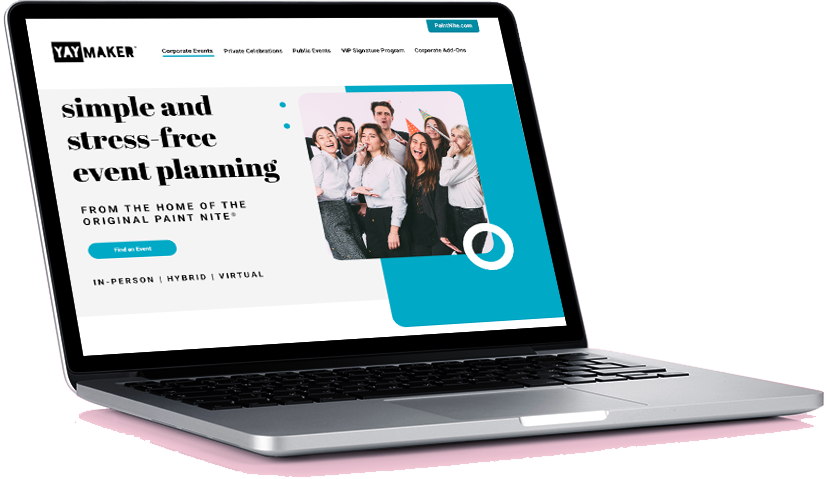 PaintNite.com
YAYMAKER
Corporate Events Private Celebrations Public Events VIP Signature Program Corporate Add-Ons
simple and
stress-free
event planning
FROM THE HOME OF THE
ORIGINAL PAINT NITE®
Find an Event
IN-PERSON | HYBRID | VIRTUAL